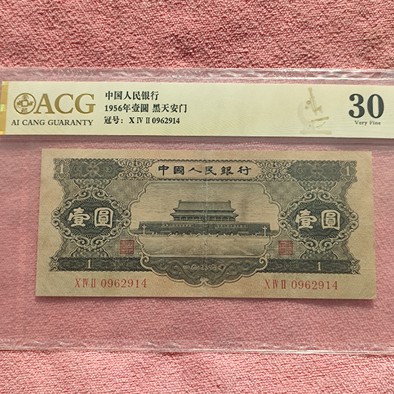 ACG
AI CANG GUARANTY
中国人民银行
1956年壹圆 黑天安门
冠号: X IV II 0962914
30
Very Fine
1 中國人民銀行 1
壹圓 壹圓
X IV II 0962914 X IV II 0962914
1 1